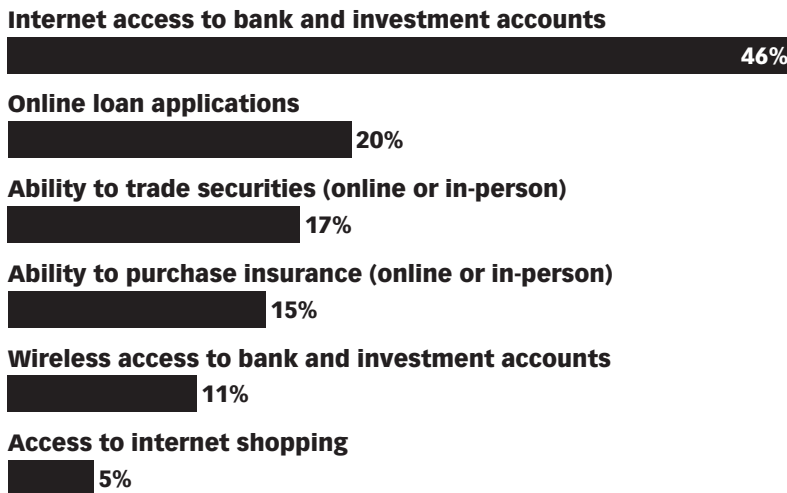 Internet access to bank and investment accounts
46%
Online loan applications
20%
Ability to trade securities (online or in-person)
17%
Ability to purchase insurance (online or in-person)
15%
Wireless access to bank and investment accounts
11%
Access to internet shopping
5%